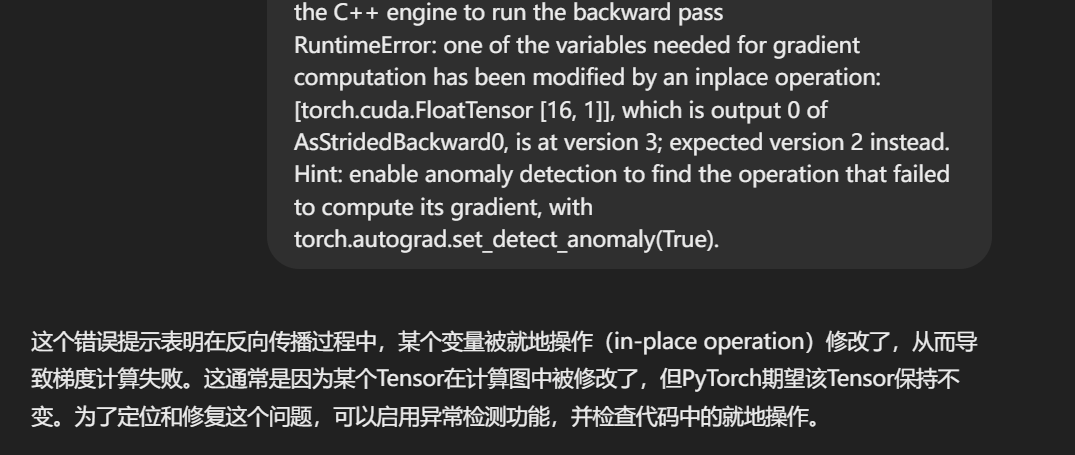 the C++ engine to run the backward pass
RuntimeError: one of the variables needed for gradient
computation has been modified by an inplace operation:
[torch.cuda.FloatTensor [16, 1]], which is output 0 of
AsStridedBackward0, is at version 3; expected version 2 instead.
Hint: enable anomaly detection to find the operation that failed
to compute its gradient, with
torch.autograd.set_detect_anomaly(True).
这个错误提示表明在反向传播过程中，某个变量被就地操作（in-place operation）修改了，从而导
致梯度计算失败。这通常是因为某个Tensor在计算图中被修改了，但PyTorch期望该Tensor保持不
变。为了定位和修复这个问题，可以启用异常检测功能，并检查代码中的就地操作。